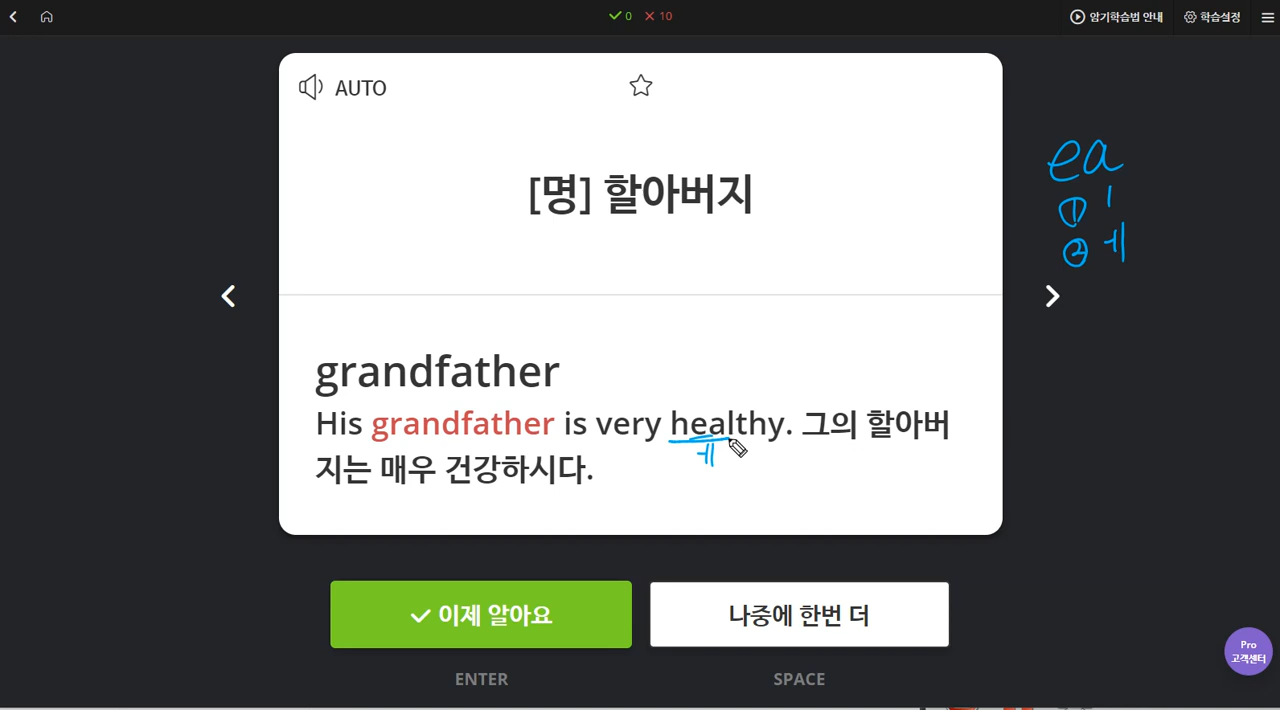 0 10 암기학습법 안내 학습설정
AUTO
[명] 할아버지
ea
① ㅣ
② ㅔ
grandfather
His grandfather is very healthy. 그의 할아버
지는 매우 건강하시다.
ㅔ
이제 알아요 나중에 한번 더
ENTER SPACE
Pro
고객센터